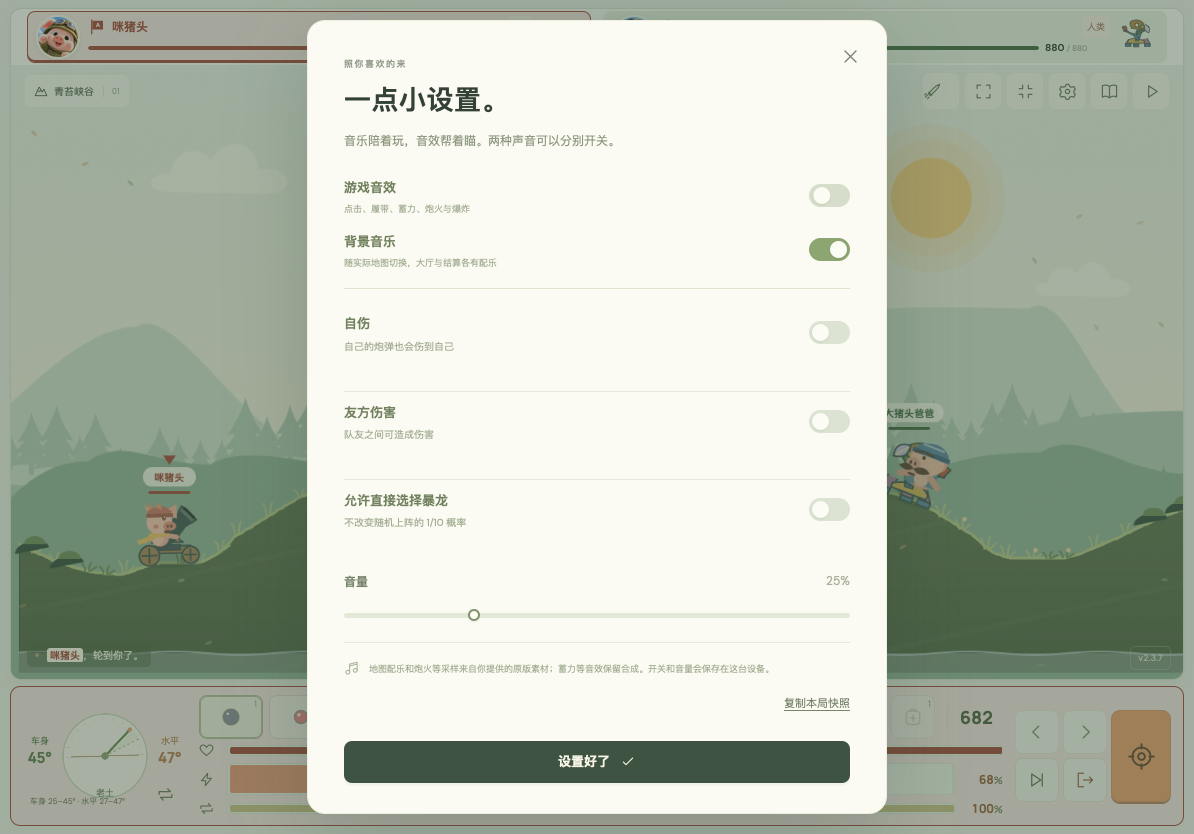 咪猪头
人类
880 / 880
青苔峡谷 01
照你喜欢的来
一点小设置。
音乐陪着玩，音效帮着瞄。两种声音可以分别开关。
游戏音效
点击、履带、蓄力、炮火与爆炸
背景音乐
随实际地图切换，大厅与结算各有配乐
自伤
自己的炮弹也会伤到自己
友方伤害
队友之间可造成伤害
允许直接选择暴龙
不改变随机上阵的 1/10 概率
音量
25%
地图配乐和炮火等采样来自你提供的原版素材；蓄力等音效保留合成。开关和音量会保存在这台设备。
复制本局快照
设置好了
大猪头爸爸
咪猪头
咪猪头，轮到你了。
v2.3.7
车身
45°
水平
47°
老土
车身 25–45° · 水平 27–47°
1
1
682
68%
100%